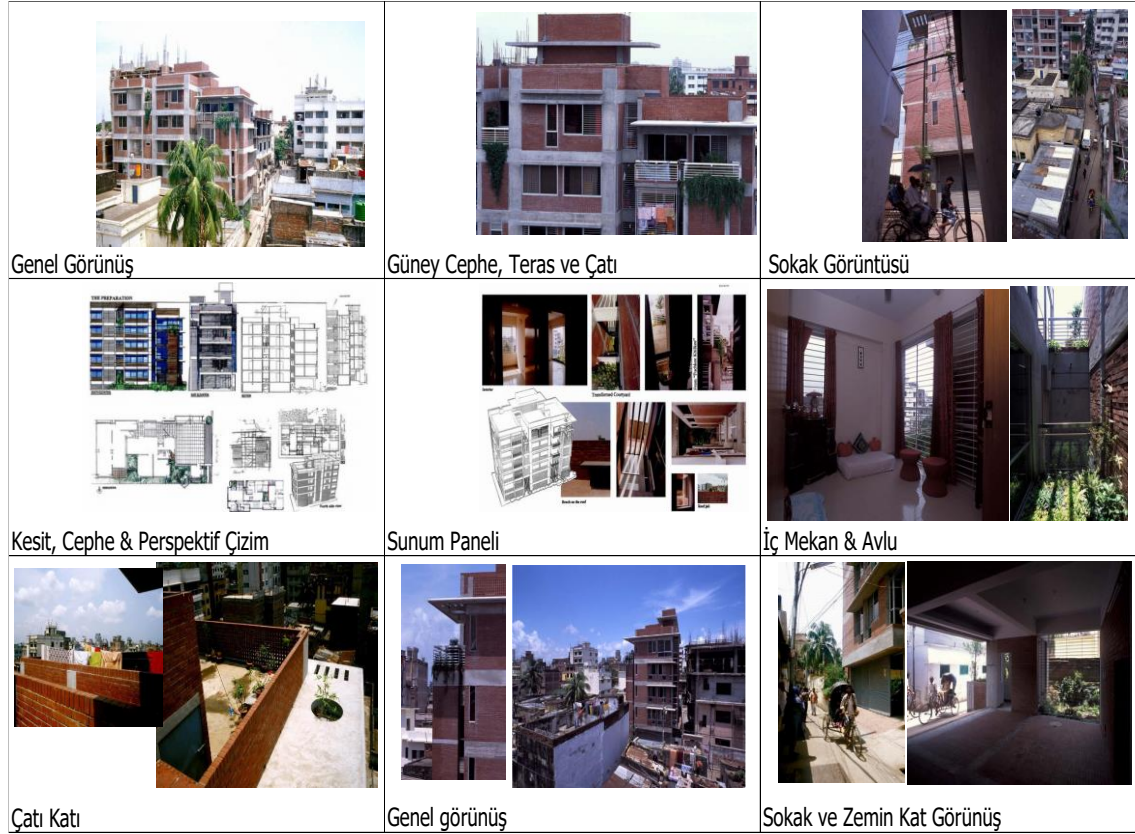 Genel Görünüş
Güney Cephe, Teras ve Çatı
Sokak Görüntüsü
THE PREPARATION
Kesit, Cephe & Perspektif Çizim
Transformed Courtyard
Sunum Paneli
İç Mekan & Avlu
Çatı Katı
Genel görünüş
Sokak ve Zemin Kat Görünüş